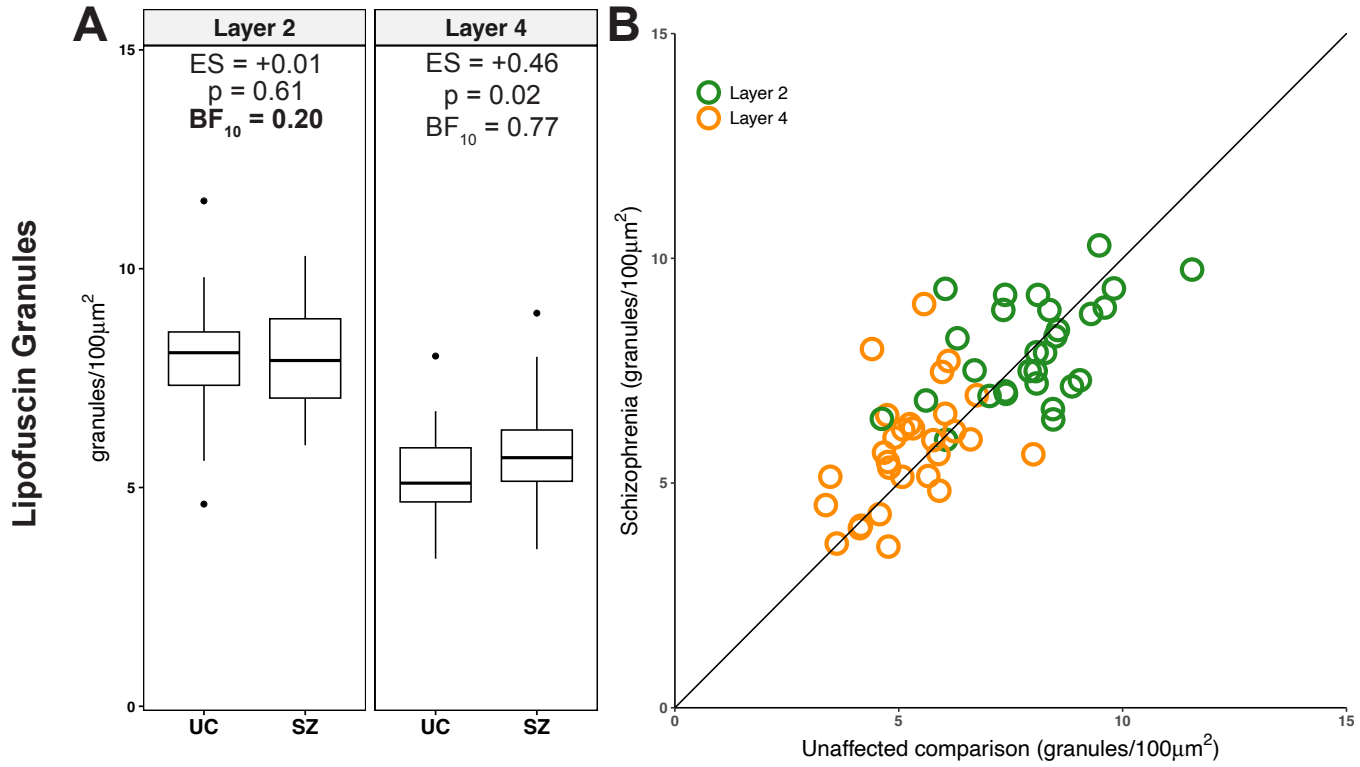 A
Layer 2
ES = +0.01
p = 0.61
BF₁₀ = 0.20
Layer 4
ES = +0.46
p = 0.02
BF₁₀ = 0.77
Lipofuscin Granules
granules/100μm²
15
10
5
0
UC
SZ
UC
SZ
B
Layer 2
Layer 4
Schizophrenia (granules/100μm²)
15
10
5
0
0
5
10
15
Unaffected comparison (granules/100μm²)